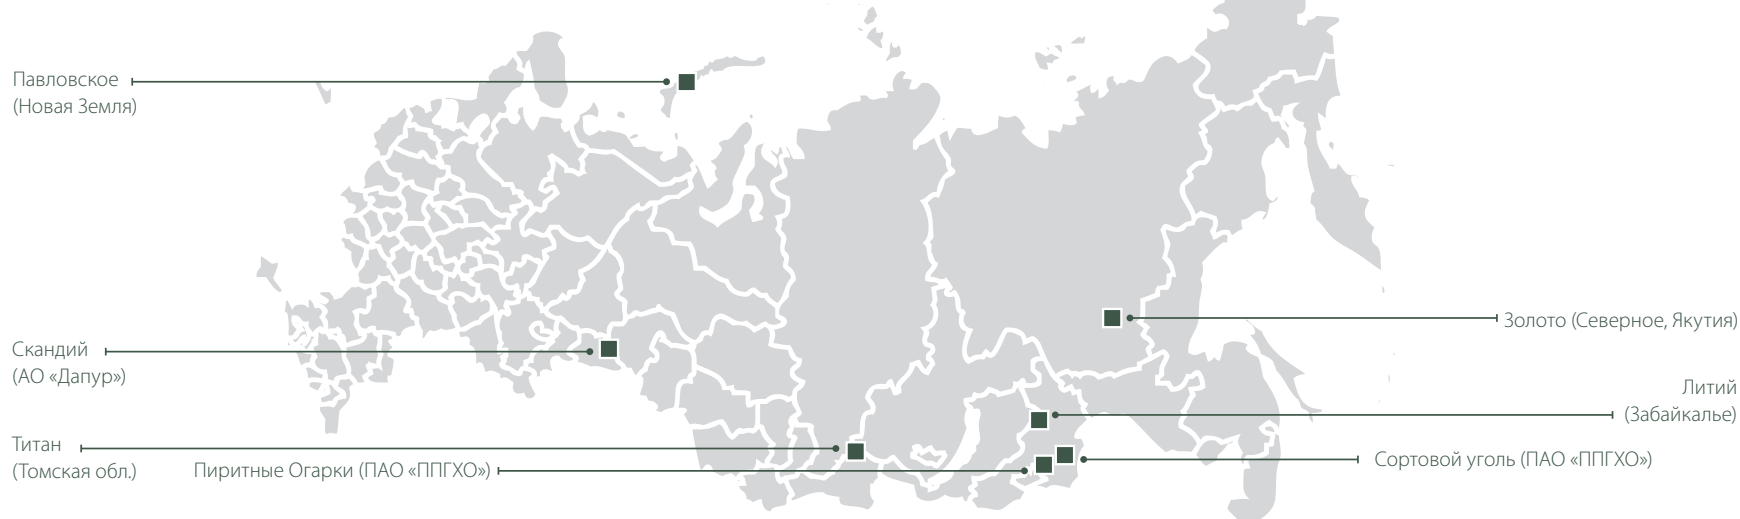 Павловское
(Новая Земля)
Золото (Северное, Якутия)
Скандий
(АО «Дапур»)
Литий
(Забайкалье)
Титан
(Томская обл.)
Пиритные Огарки (ПАО «ППГХО»)
Сортовой уголь (ПАО «ППГХО»)